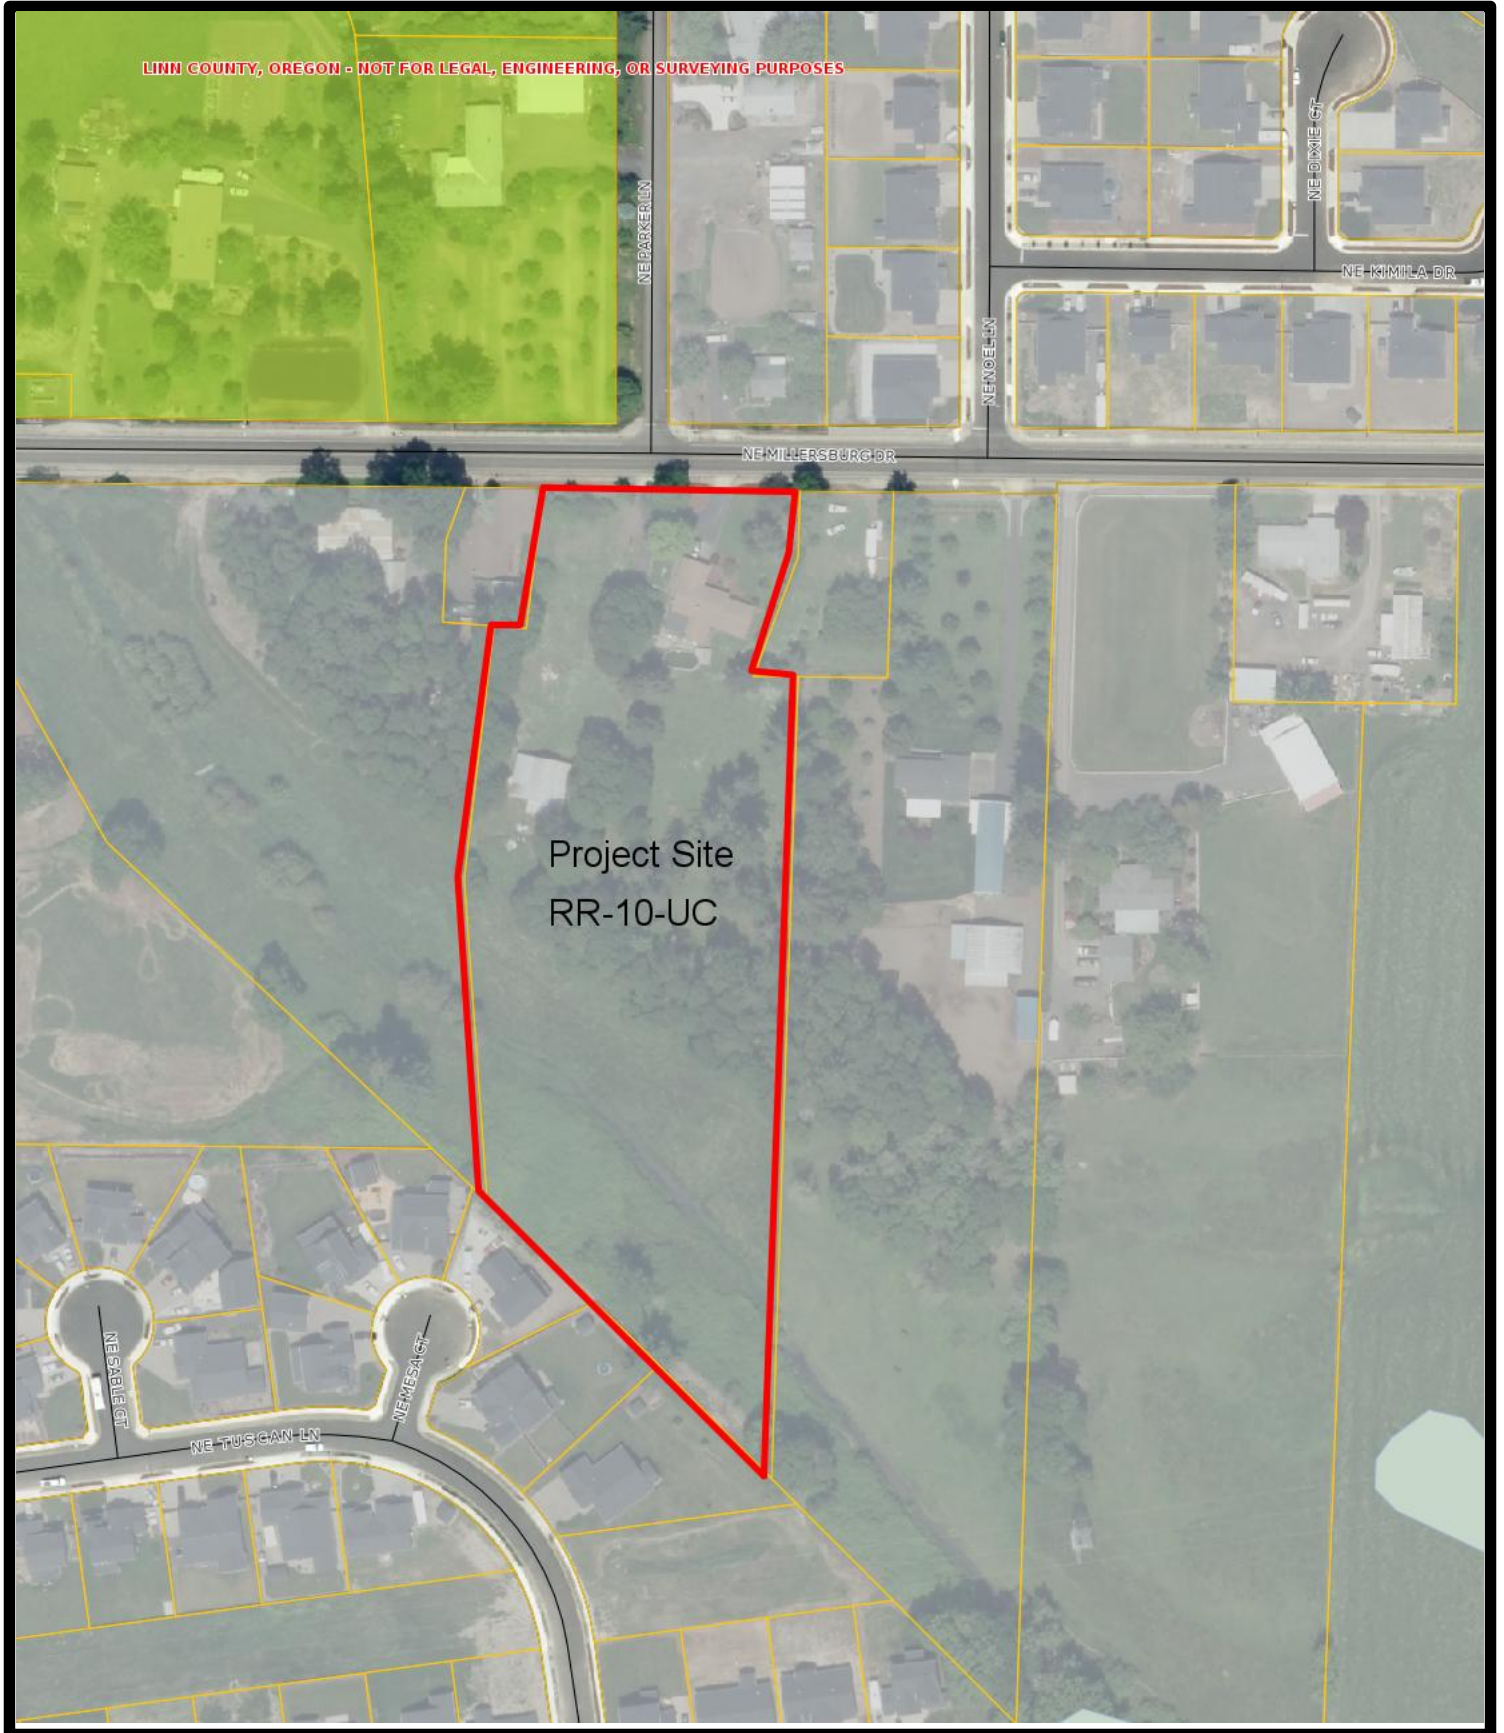 LINN COUNTY, OREGON - NOT FOR LEGAL, ENGINEERING, OR SURVEYING PURPOSES
NE DIXIE CT
NE PARKER LN
NE KIMILA DR
NE NOEL LN
NE MILLERSBURG DR
Project Site
RR-10-UC
NE SABLE CT
NE MESA CT
NE TUSCAN LN